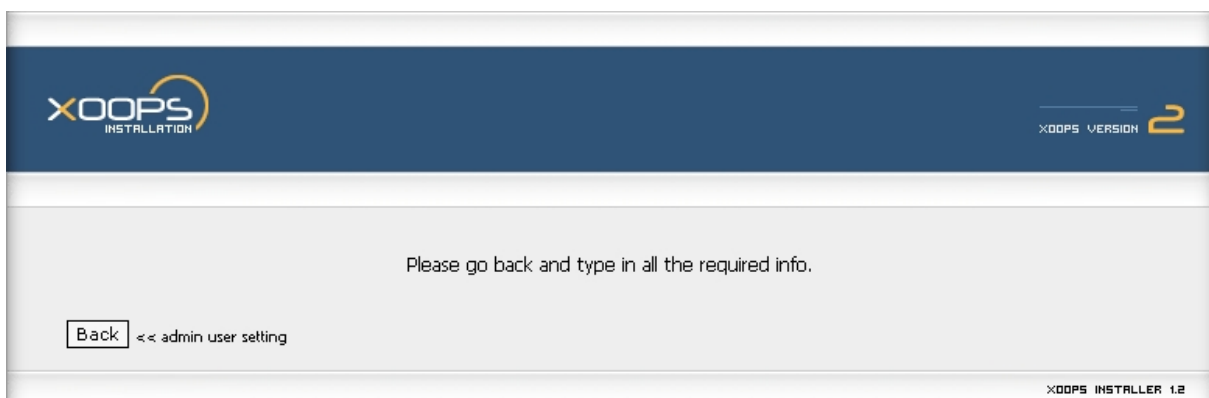 XOOPS
INSTALLATION
XOOPS VERSION 2
Please go back and type in all the required info.
Back << admin user setting
XOOPS INSTALLER 1.2